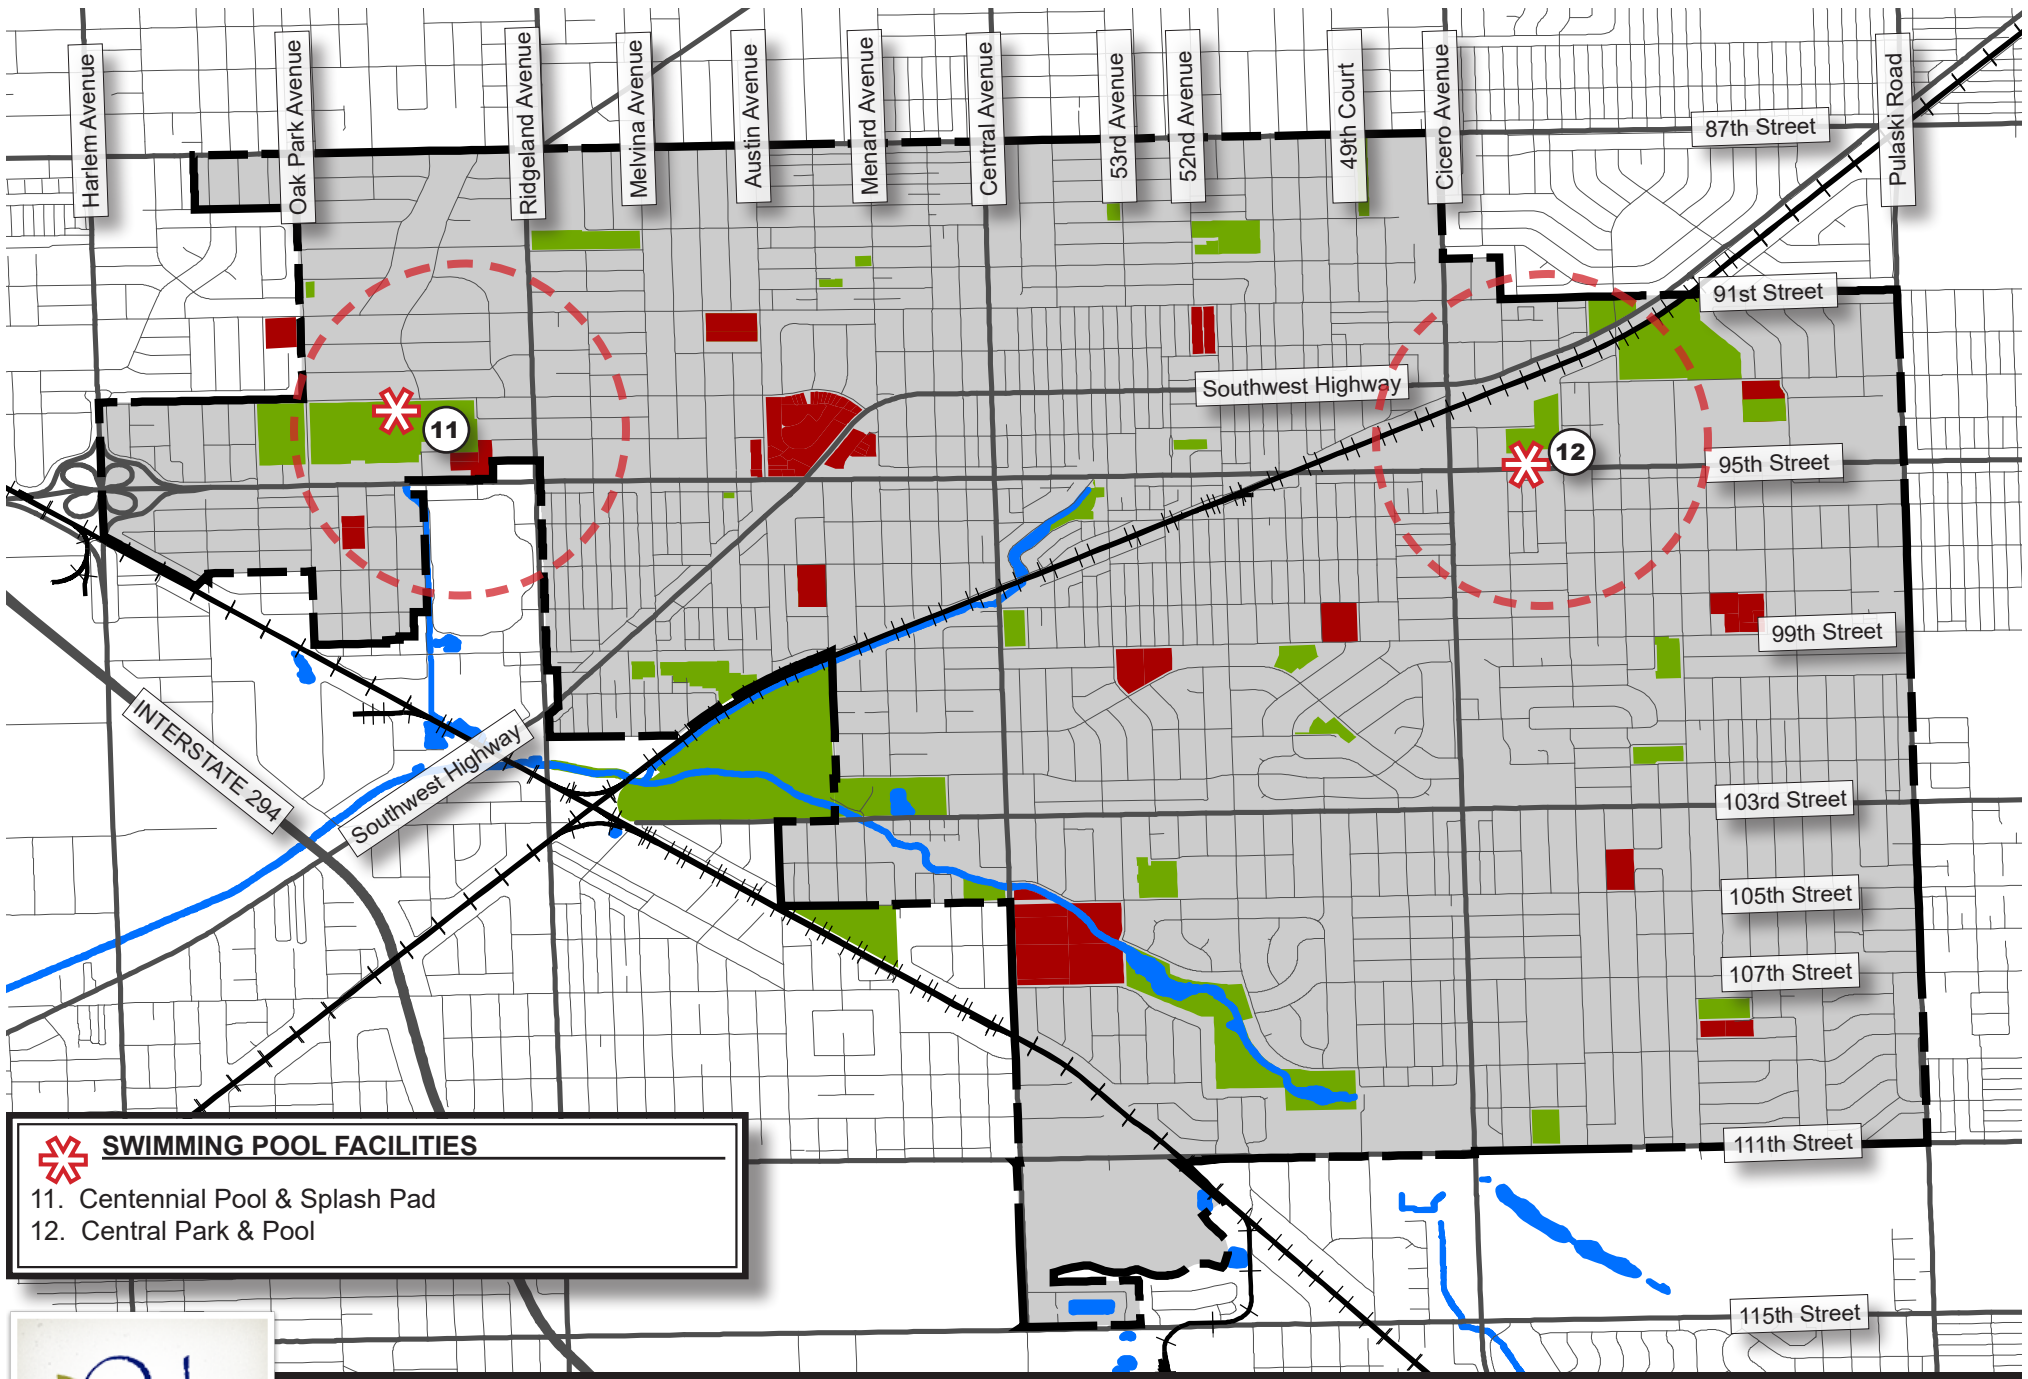 Harlem Avenue
Oak Park Avenue
Ridgeland Avenue
Melvina Avenue
Austin Avenue
Menard Avenue
Central Avenue
53rd Avenue
52nd Avenue
49th Court
Cicero Avenue
Pulaski Road
87th Street
91st Street
Southwest Highway
11
12
95th Street
99th Street
INTERSTATE 294
Southwest Highway
103rd Street
105th Street
107th Street
111th Street
SWIMMING POOL FACILITIES
11. Centennial Pool & Splash Pad
12. Central Park & Pool
115th Street